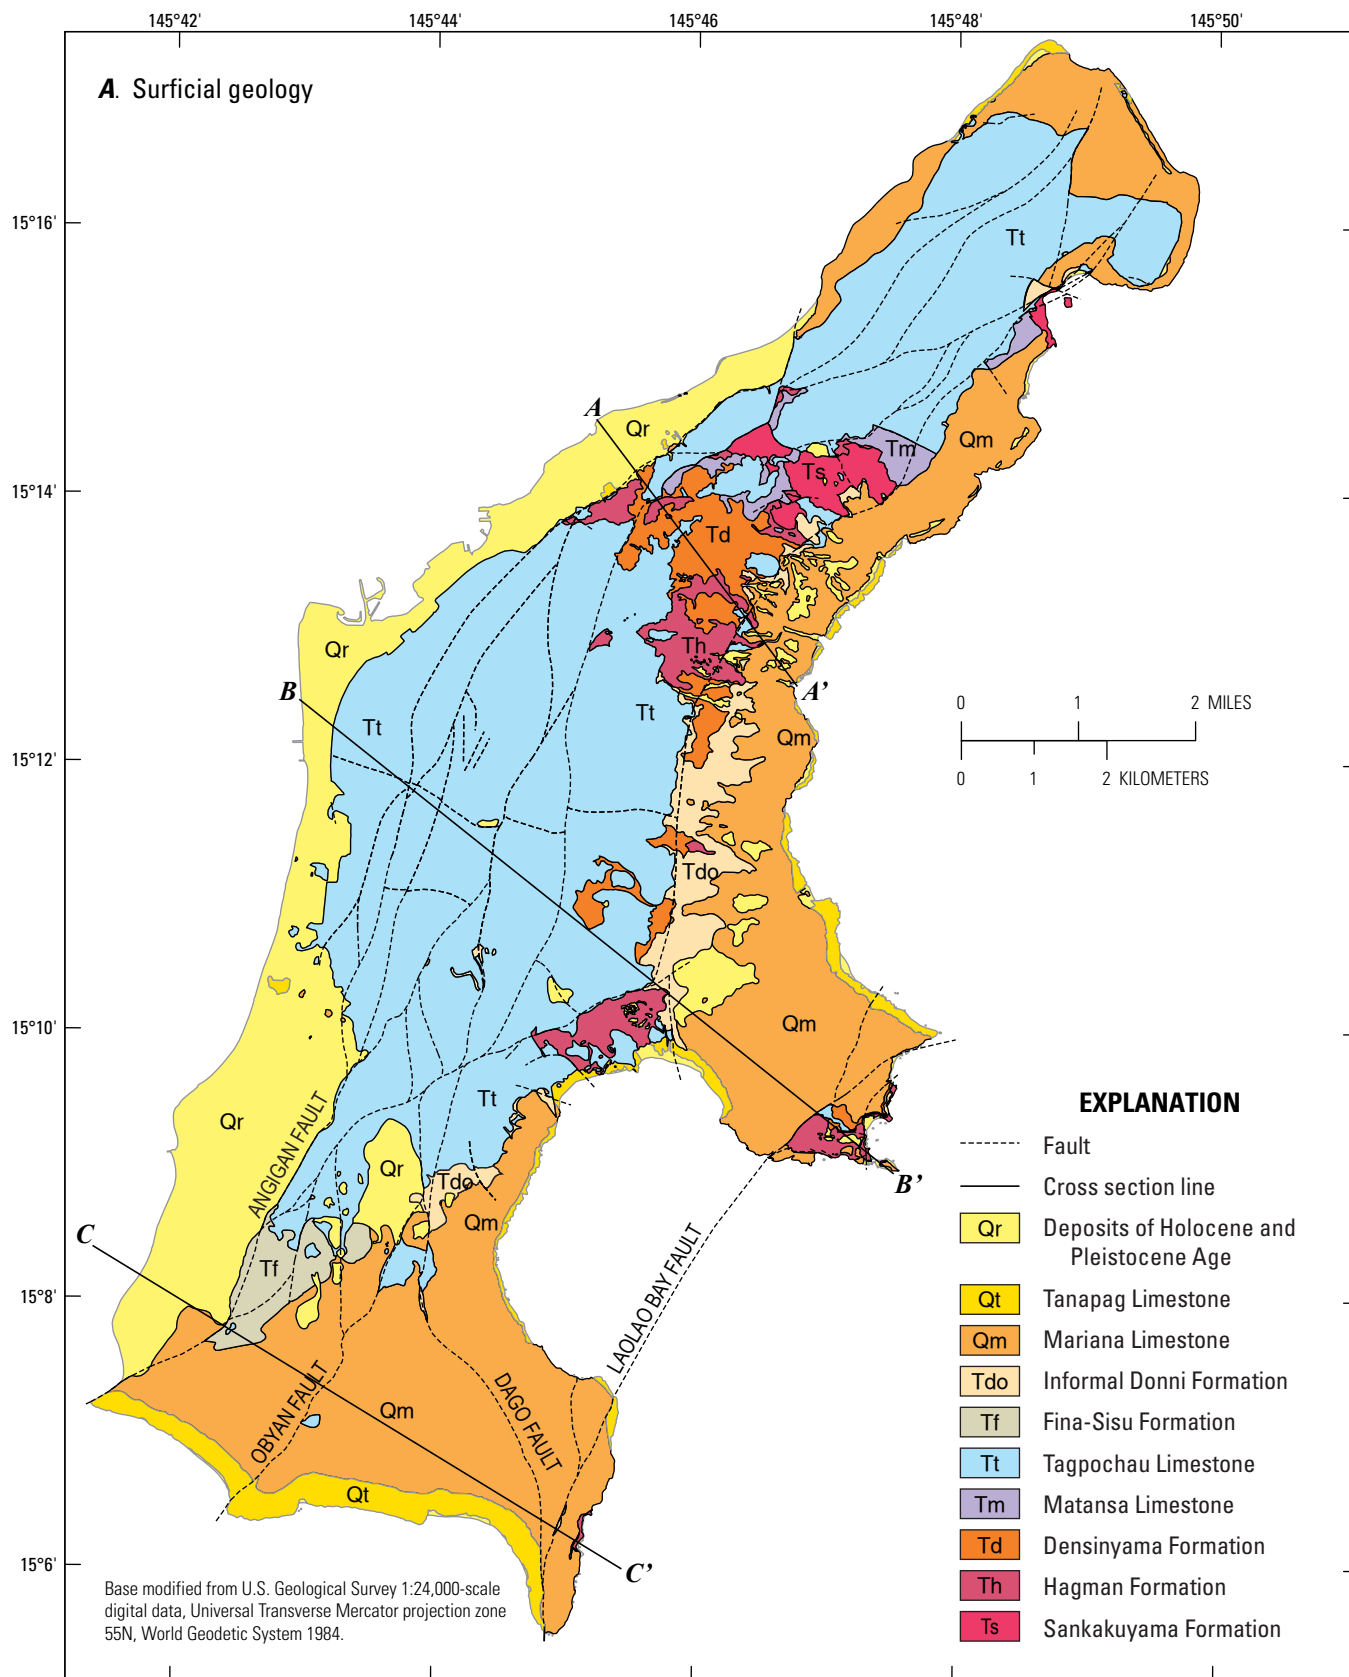 145°42'
145°44'
145°46'
145°48'
145°50'
A. Surficial geology
15°16'
15°14'
15°12'
15°10'
15°8'
15°6'
Tt
A
Qr
Qm
Tm
Ts
Td
Qr
Th
B
A'
Tt
Tt
Qm
0 1 2 MILES
0 1 2 KILOMETERS
Tdo
Qm
Tt
Qr
ANGIGAN FAULT
Qr
Tdo
B'
Qm
C
Tf
LAOLAO BAY FAULT
OBYAN FAULT
DAGO FAULT
Qm
Qt
C'
EXPLANATION
Fault
Cross section line
Qr Deposits of Holocene and
Pleistocene Age
Qt Tanapag Limestone
Qm Mariana Limestone
Tdo Informal Donni Formation
Tf Fina-Sisu Formation
Tt Tagpochau Limestone
Tm Matansa Limestone
Td Densinyama Formation
Th Hagman Formation
Ts Sankakuyama Formation
Base modified from U.S. Geological Survey 1:24,000-scale
digital data, Universal Transverse Mercator projection zone
55N, World Geodetic System 1984.